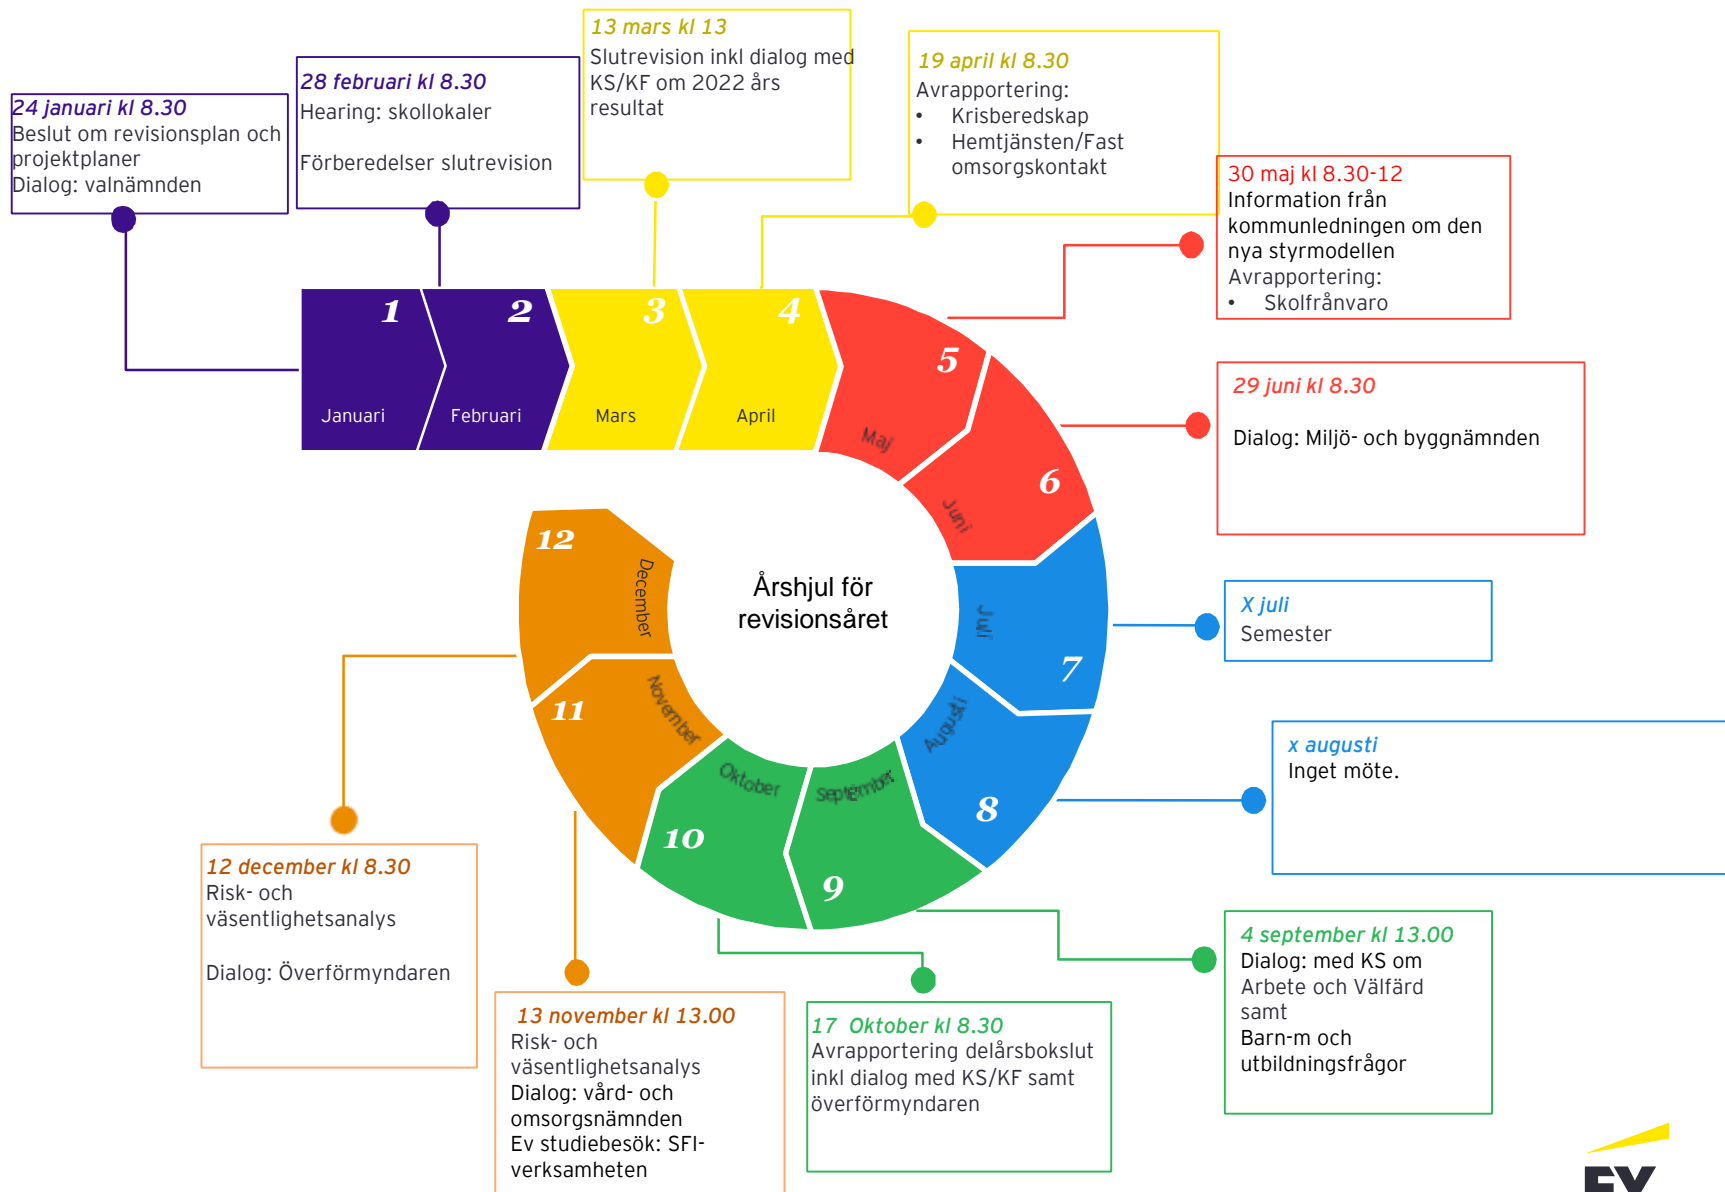 24 januari kl 8.30
Beslut om revisionsplan och
projektplaner
Dialog: valnämnden
28 februari kl 8.30
Hearing: skollokaler
Förberedelser slutrevision
13 mars kl 13
Slutrevision inkl dialog med
KS/KF om 2022 års
resultat
19 april kl 8.30
Avrapportering:
• Krisberedskap
• Hemtjänsten/Fast
omsorgskontakt
30 maj kl 8.30-12
Information från
kommunledningen om den
nya styrmodellen
Avrapportering:
• Skolfrånvaro
29 juni kl 8.30
Dialog: Miljö- och byggnämnden
X juli
Semester
x augusti
Inget möte.
4 september kl 13.00
Dialog: med KS om
Arbete och Välfärd
samt
Barn-m och
utbildningsfrågor
17 Oktober kl 8.30
Avrapportering delårsbokslut
inkl dialog med KS/KF samt
överförmyndaren
13 november kl 13.00
Risk- och
väsentlighetsanalys
Dialog: vård- och
omsorgsnämnden
Ev studiebesök: SFI-
verksamheten
12 december kl 8.30
Risk- och
väsentlighetsanalys
Dialog: Överförmyndaren
1
Januari
2
Februari
3
Mars
4
April
5
Maj
6
Juni
7
Juli
8
Augusti
9
September
10
Oktober
11
November
12
December
Årshjul för
revisionsåret
EY